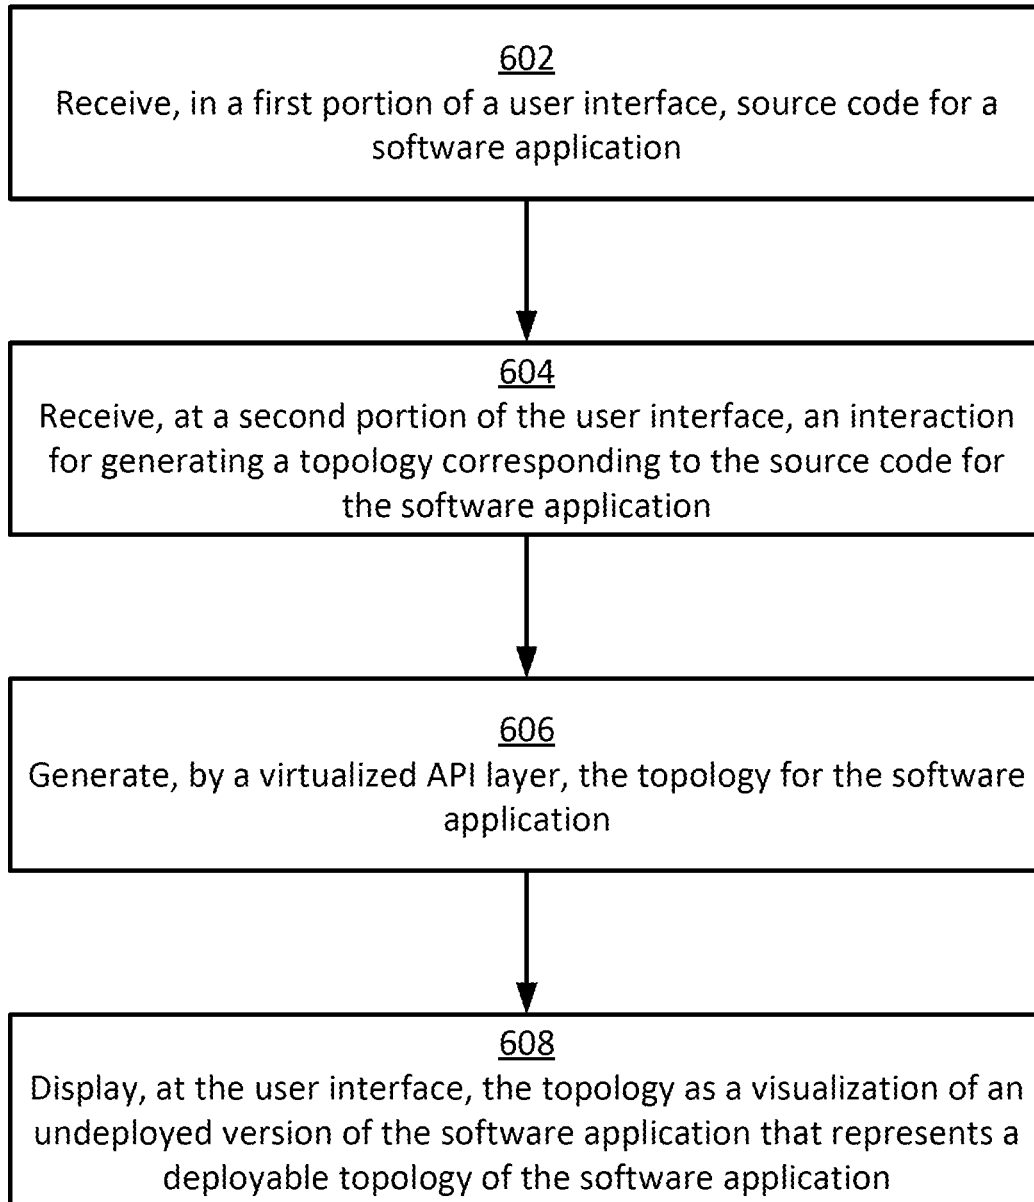 602
Receive, in a first portion of a user interface, source code for a
software application
604
Receive, at a second portion of the user interface, an interaction
for generating a topology corresponding to the source code for
the software application
606
Generate, by a virtualized API layer, the topology for the software
application
608
Display, at the user interface, the topology as a visualization of an
undeployed version of the software application that represents a
deployable topology of the software application